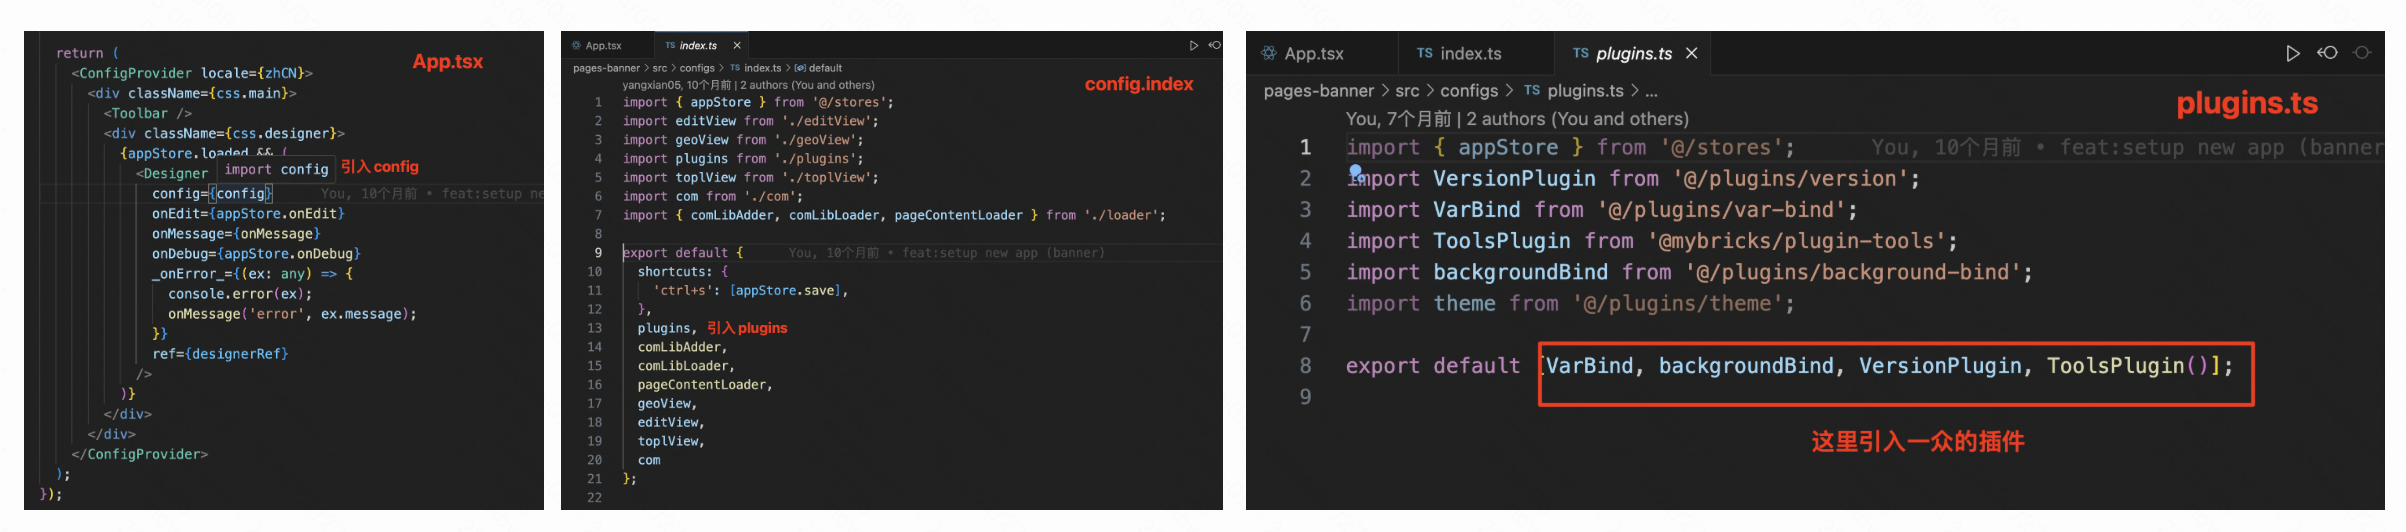 return (
<ConfigProvider locale={zhCN}>
App.tsx
<div className={css.main}>
<Toolbar />
<div className={css.designer}>
{appStore.loaded && (
import config
引入config
<Designer
config={config}
You, 10个月前 • feat:setup ne
onEdit={appStore.onEdit}
onMessage={onMessage}
onDebug={appStore.onDebug}
_onError_={(ex: any) => {
console.error(ex);
onMessage('error', ex.message);
}}
ref={designerRef}
/>
)}
</div>
</div>
</ConfigProvider>
);
});
App.tsx
TS index.ts ×
pages-banner > src > configs > TS index.ts > default
config.index
yangxian05, 10个月前 | 2 authors (You and others)
1 import { appStore } from '@/stores';
2 import editView from './editView';
3 import geoView from './geoView';
4 import plugins from './plugins';
5 import toplView from './toplView';
6 import com from './com';
7 import { comLibAdder, comLibLoader, pageContentLoader } from './loader';
8
9 export default { You, 10个月前 • feat:setup new app (banner)
10 shortcuts: {
11 'ctrl+s': [appStore.save],
12 },
13 plugins, 引入plugins
14 comLibAdder,
15 comLibLoader,
16 pageContentLoader,
17 geoView,
18 editView,
19 toplView,
20 com
21 };
22
App.tsx
TS index.ts
TS plugins.ts ×
pages-banner > src > configs > TS plugins.ts > ...
plugins.ts
You, 7个月前 | 2 authors (You and others)
1 import { appStore } from '@/stores'; You, 10个月前 • feat:setup new app (banner
2 import VersionPlugin from '@/plugins/version';
3 import VarBind from '@/plugins/var-bind';
4 import ToolsPlugin from '@mybricks/plugin-tools';
5 import backgroundBind from '@/plugins/background-bind';
6 import theme from '@/plugins/theme';
7
8 export default [VarBind, backgroundBind, VersionPlugin, ToolsPlugin()];
9
这里引入一众的插件